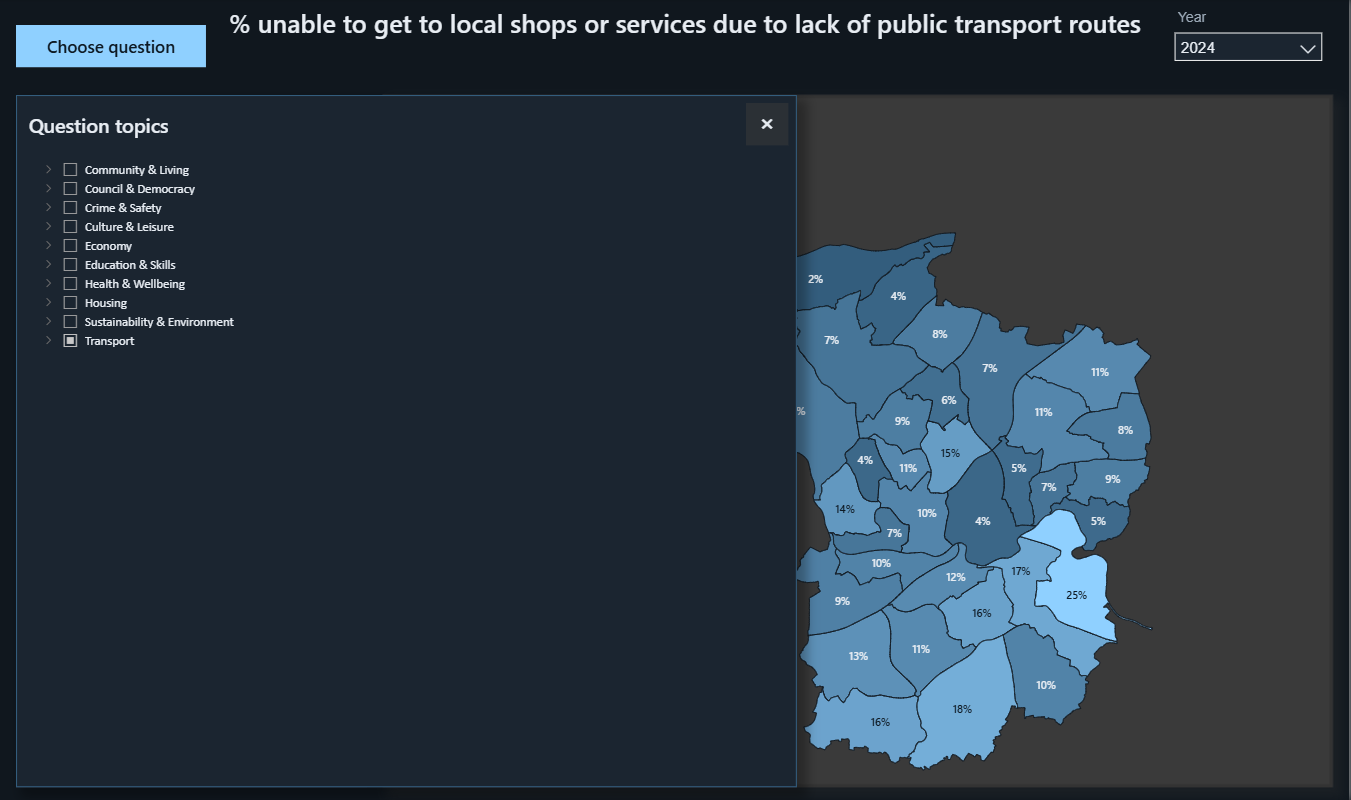 Choose question
% unable to get to local shops or services due to lack of public transport routes
Year
2024
Question topics
Community & Living
Council & Democracy
Crime & Safety
Culture & Leisure
Economy
Education & Skills
Health & Wellbeing
Housing
Sustainability & Environment
Transport
2%
4%
8%
7%
7%
11%
6%
11%
%
9%
8%
15%
4%
11%
5%
9%
7%
14%
10%
4%
5%
7%
10%
17%
12%
25%
9%
16%
11%
13%
10%
18%
16%